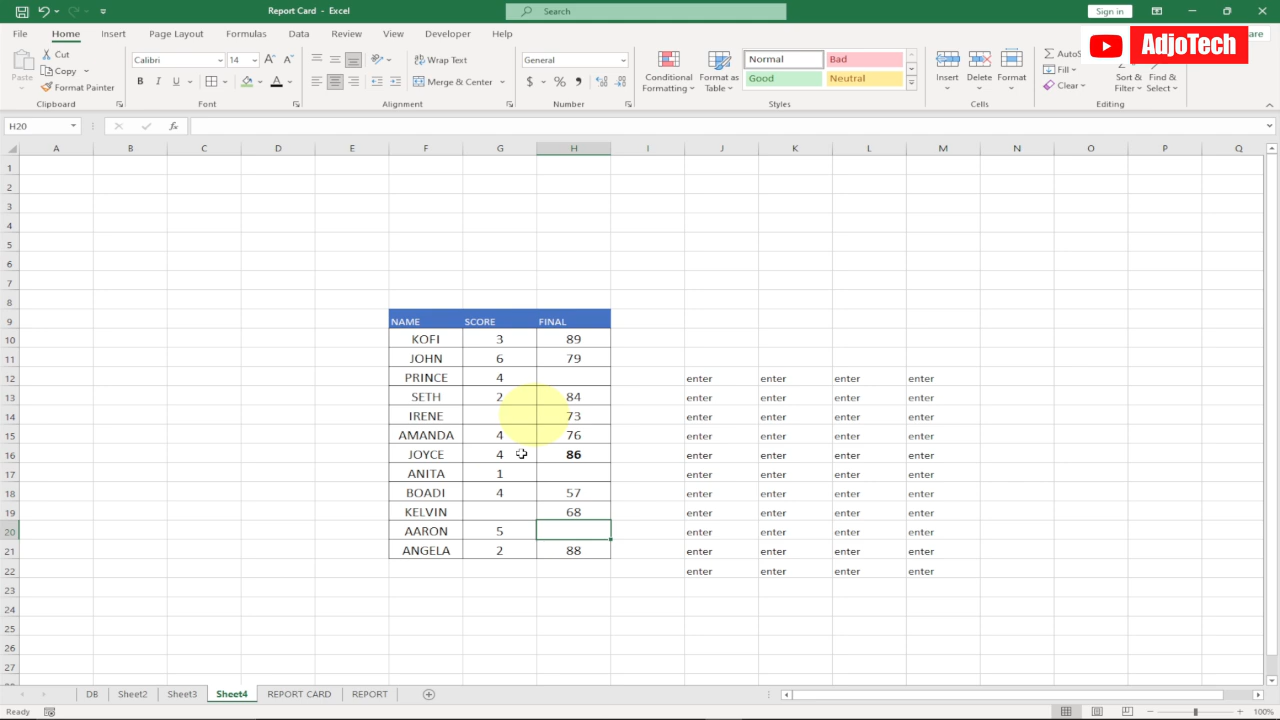 Report Card - Excel
Search
Sign in
AdjoTech
File Home Insert Page Layout Formulas Data Review View Developer Help
Paste
Cut
Copy
Format Painter
Clipboard
Calibri 14
B I U
Font
Wrap Text
Merge & Center
Alignment
General
$ % ,
Number
Conditional Formatting
Format as Table
Normal Bad
Good Neutral
Styles
Insert Delete Format
Cells
Fill
Clear
Sort & Filter
Find & Select
Editing
H20 fx
A B C D E F G H I J K L M N O P Q
1
2
3
4
5
6
7
8
9 NAME SCORE FINAL
10 KOFI 3 89
11 JOHN 6 79
12 PRINCE 4 enter enter enter enter
13 SETH 2 84 enter enter enter enter
14 IRENE 73 enter enter enter enter
15 AMANDA 4 76 enter enter enter enter
16 JOYCE 4 86 enter enter enter enter
17 ANITA 1 enter enter enter enter
18 BOADI 4 57 enter enter enter enter
19 KELVIN 68 enter enter enter enter
20 AARON 5 enter enter enter enter
21 ANGELA 2 88 enter enter enter enter
22 enter enter enter enter
23
24
25
26
27
DB Sheet2 Sheet3 Sheet4 REPORT CARD REPORT
Ready 100%